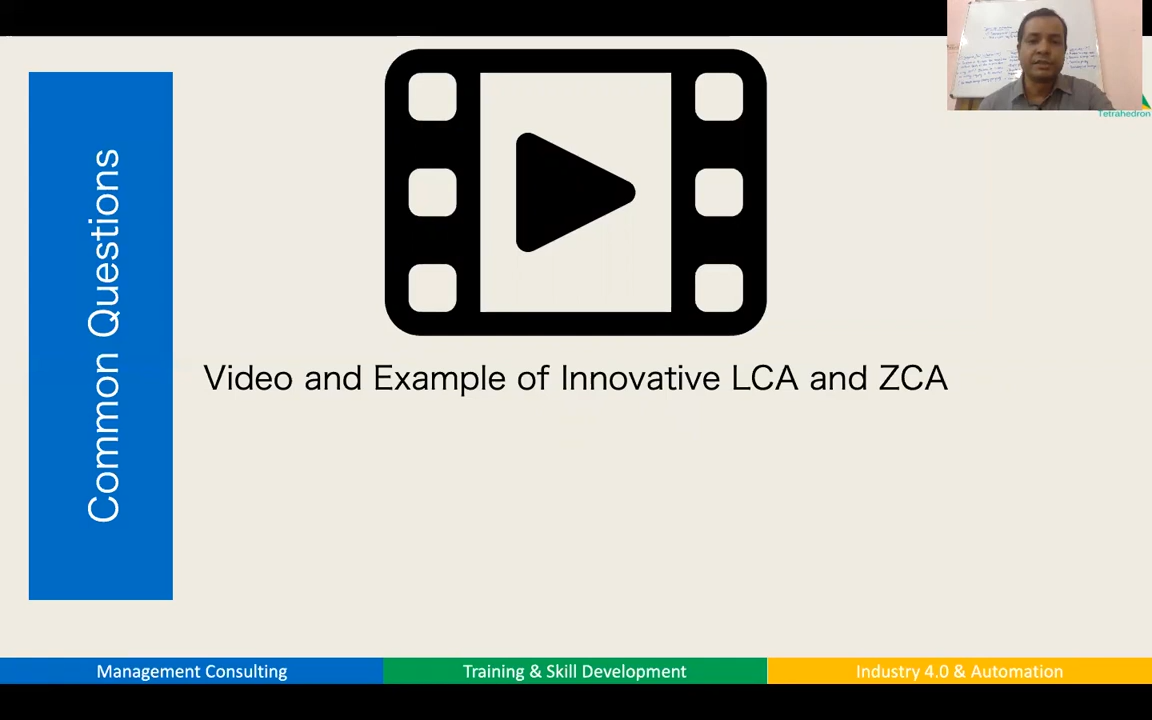 Tetrahedron
Common Questions
Video and Example of Innovative LCA and ZCA
Management Consulting
Training & Skill Development
Industry 4.0 & Automation